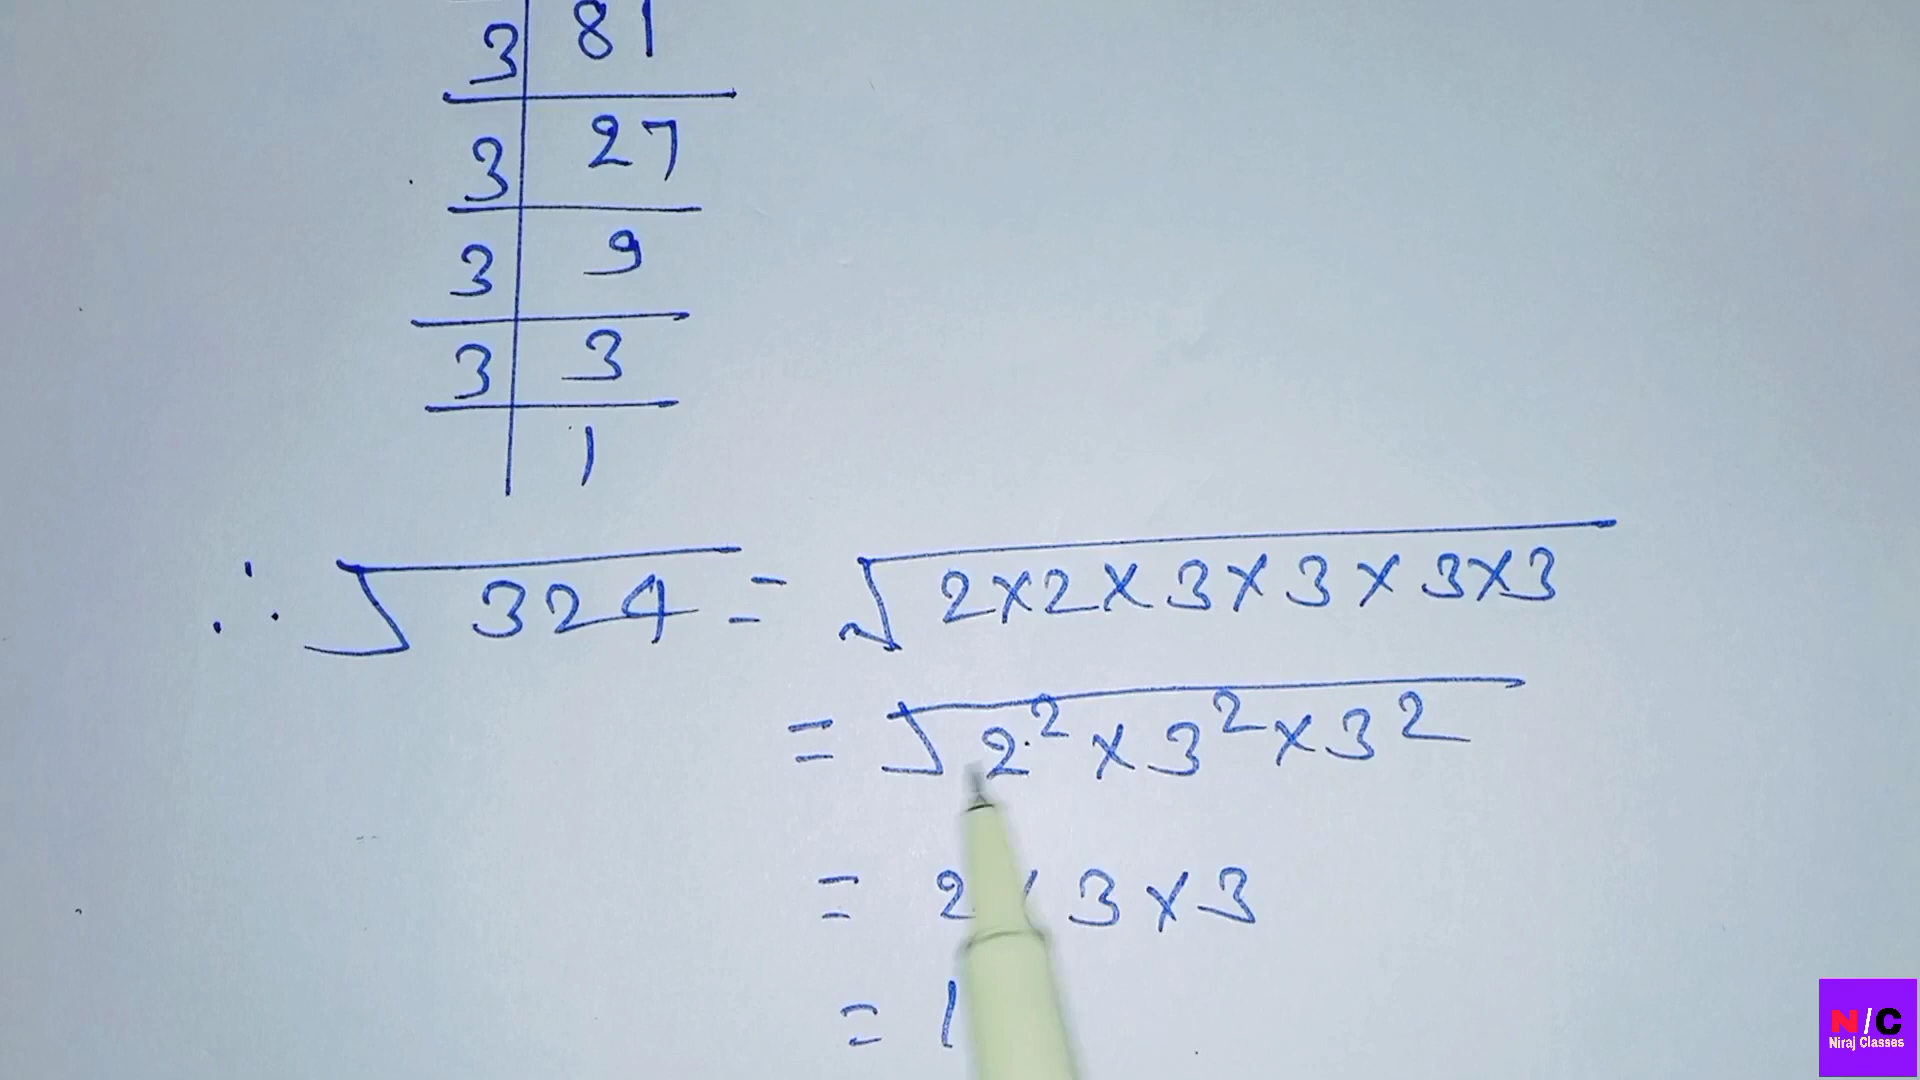 3 81
3 27
3 9
3 3
1
∴ √324 = √2×2×3×3×3×3
= √2²×3²×3²
= 2 3×3
= 1
N/C
Niraj Classes